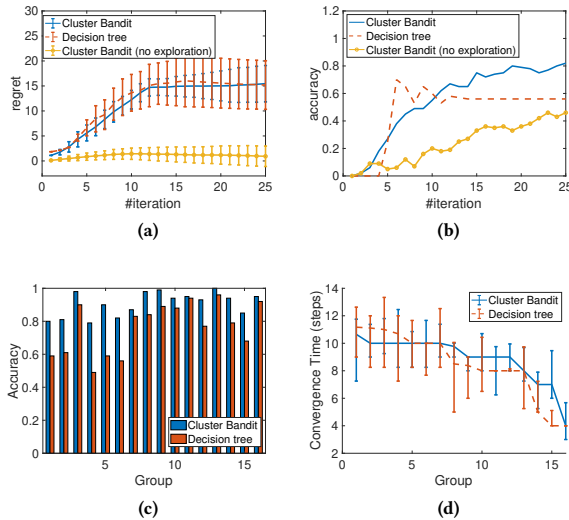 30
25
20
15
10
5
0
regret
0
5
10
15
20
25
#iteration
Cluster Bandit
Decision tree
Cluster Bandit (no exploration)
(a)
1
0.8
0.6
0.4
0.2
0
accuracy
0
5
10
15
20
25
#iteration
Cluster Bandit
Decision tree
Cluster Bandit (no exploration)
(b)
1
0.8
0.6
0.4
0.2
0
Accuracy
5
10
15
Group
Cluster Bandit
Decision tree
(c)
14
12
10
8
6
4
2
Convergence Time (steps)
0
5
10
15
Group
Cluster Bandit
Decision tree
(d)